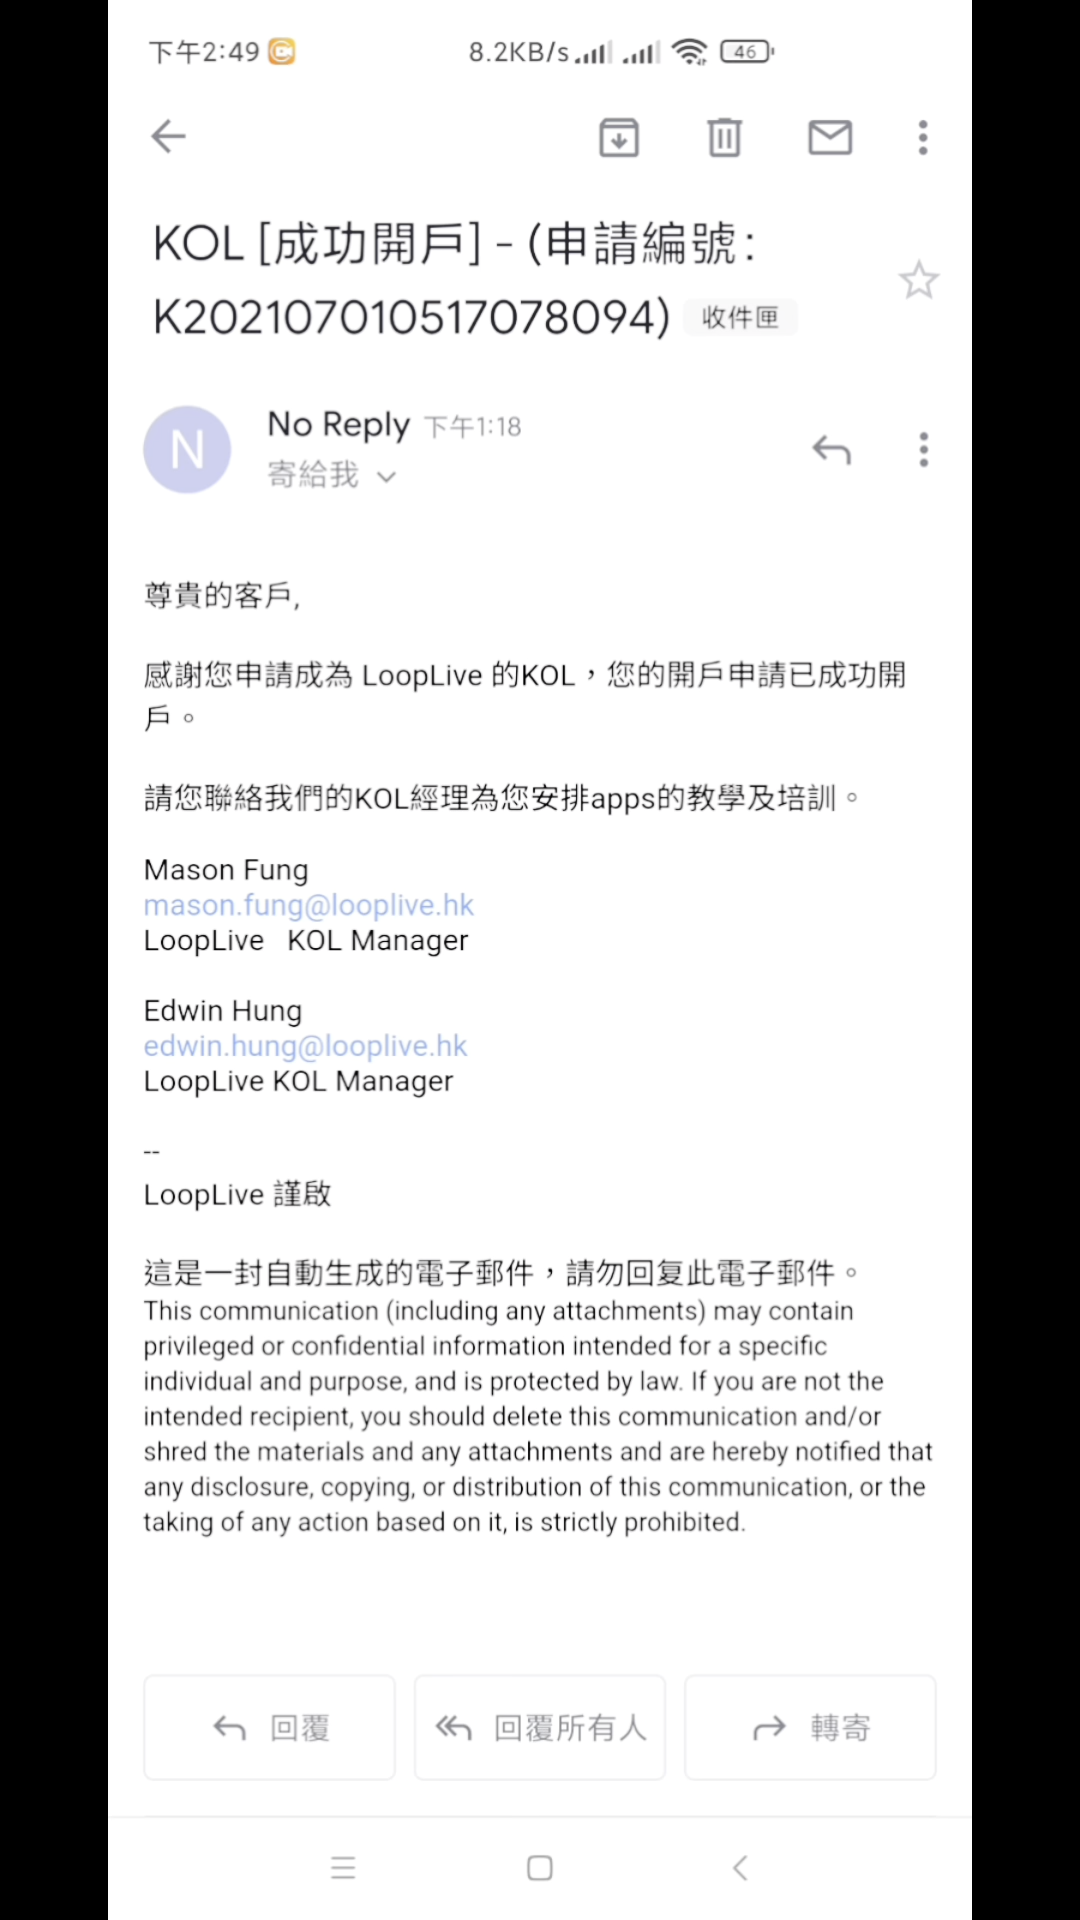 下午2:49
8.2KB/s
46
KOL [成功開戶] - (申請編號:
K202107010517078094) 收件匣
N
No Reply 下午1:18
寄給我
尊貴的客戶,
感謝您申請成為 LoopLive 的KOL，您的開戶申請已成功開
戶。
請您聯絡我們的KOL經理為您安排apps的教學及培訓。
Mason Fung
mason.fung@looplive.hk
LoopLive   KOL Manager
Edwin Hung
edwin.hung@looplive.hk
LoopLive KOL Manager
--
LoopLive 謹啟
這是一封自動生成的電子郵件，請勿回复此電子郵件。
This communication (including any attachments) may contain
privileged or confidential information intended for a specific
individual and purpose, and is protected by law. If you are not the
intended recipient, you should delete this communication and/or
shred the materials and any attachments and are hereby notified that
any disclosure, copying, or distribution of this communication, or the
taking of any action based on it, is strictly prohibited.
回覆
回覆所有人
轉寄